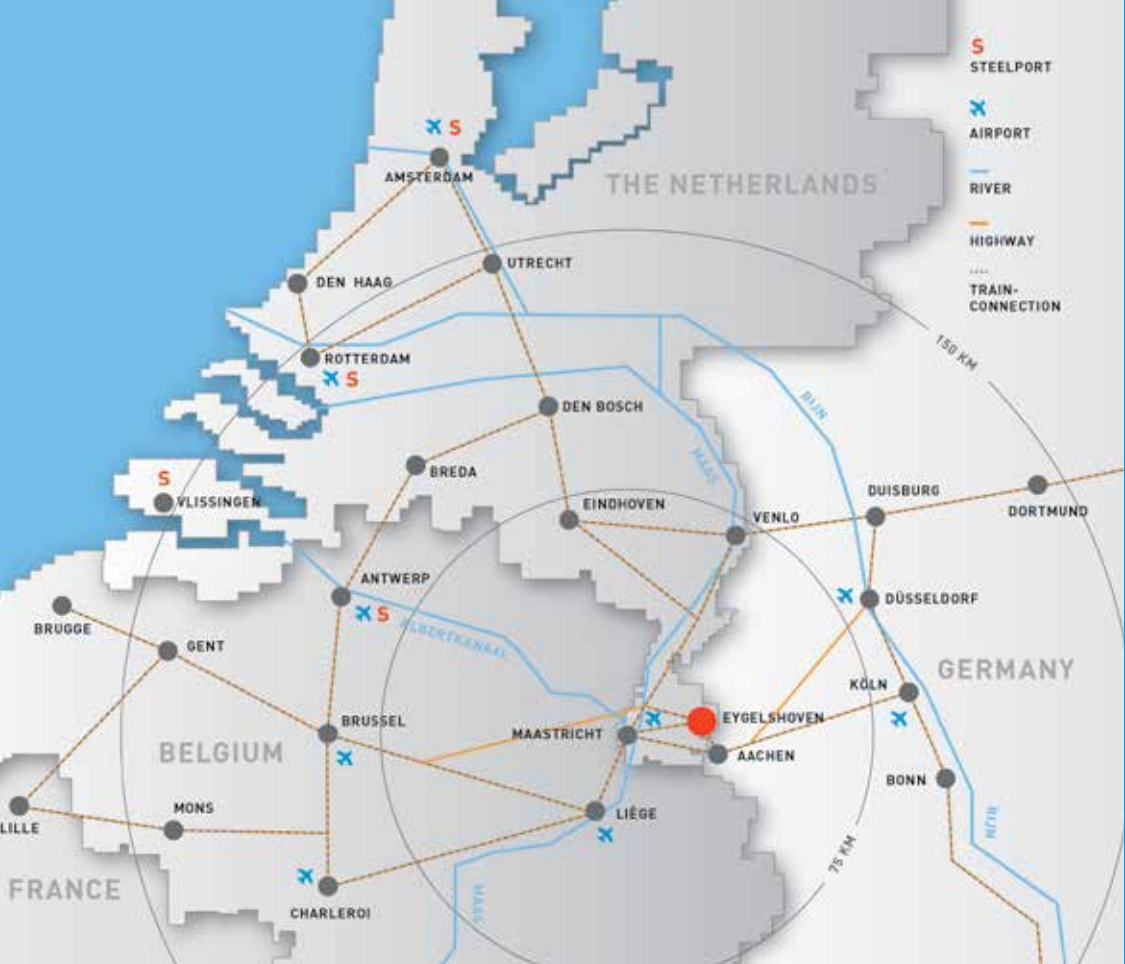 S
STEELPORT
AIRPORT
RIVER
HIGHWAY
TRAIN-
CONNECTION
S
AMSTERDAM
THE NETHERLANDS
UTRECHT
DEN HAAG
ROTTERDAM
S
150 KM
DEN BOSCH
RIJN
BREDA
MAAS
S
VLISSINGEN
EINDHOVEN
VENLO
DUISBURG
DORTMUND
ANTWERP
S
ALBERTKANAAL
DÜSSELDORF
BRUGGE
GENT
GERMANY
KÖLN
BRUSSEL
MAASTRICHT
EYGELSHOVEN
BELGIUM
AACHEN
BONN
MONS
LIÈGE
LILLE
RIJN
75 KM
FRANCE
CHARLEROI
MAAS